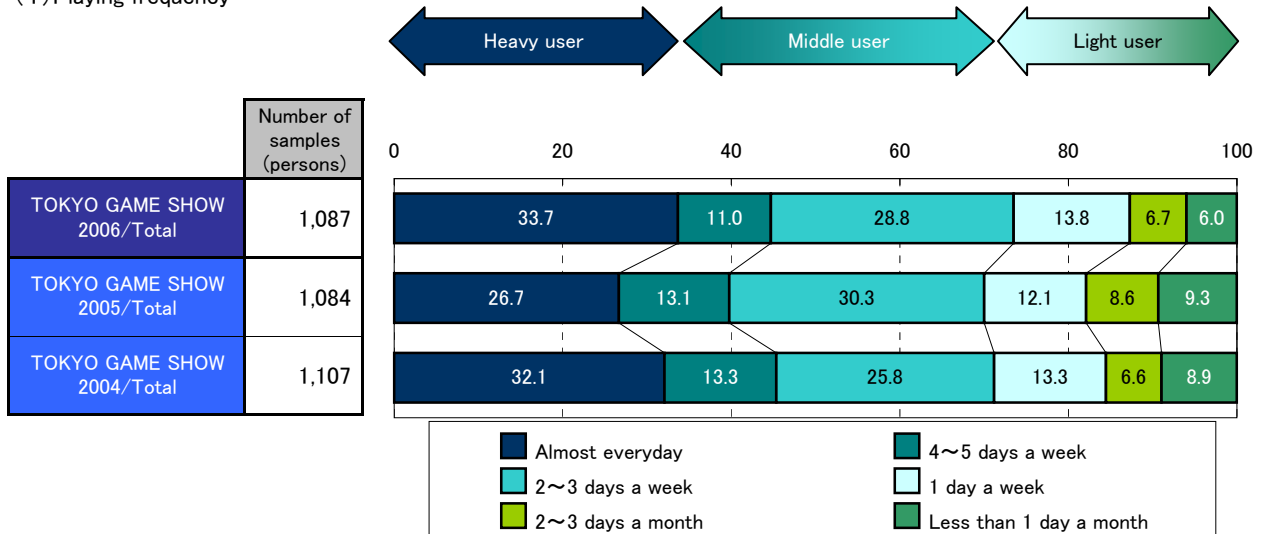 Heavy user
Middle user
Light user
Number of
samples
(persons)
0 20 40 60 80 100
TOKYO GAME SHOW
2006/Total
1,087
33.7 11.0 28.8 13.8 6.7 6.0
TOKYO GAME SHOW
2005/Total
1,084
26.7 13.1 30.3 12.1 8.6 9.3
TOKYO GAME SHOW
2004/Total
1,107
32.1 13.3 25.8 13.3 6.6 8.9
Almost everyday
4~5 days a week
2~3 days a week
1 day a week
2~3 days a month
Less than 1 day a month